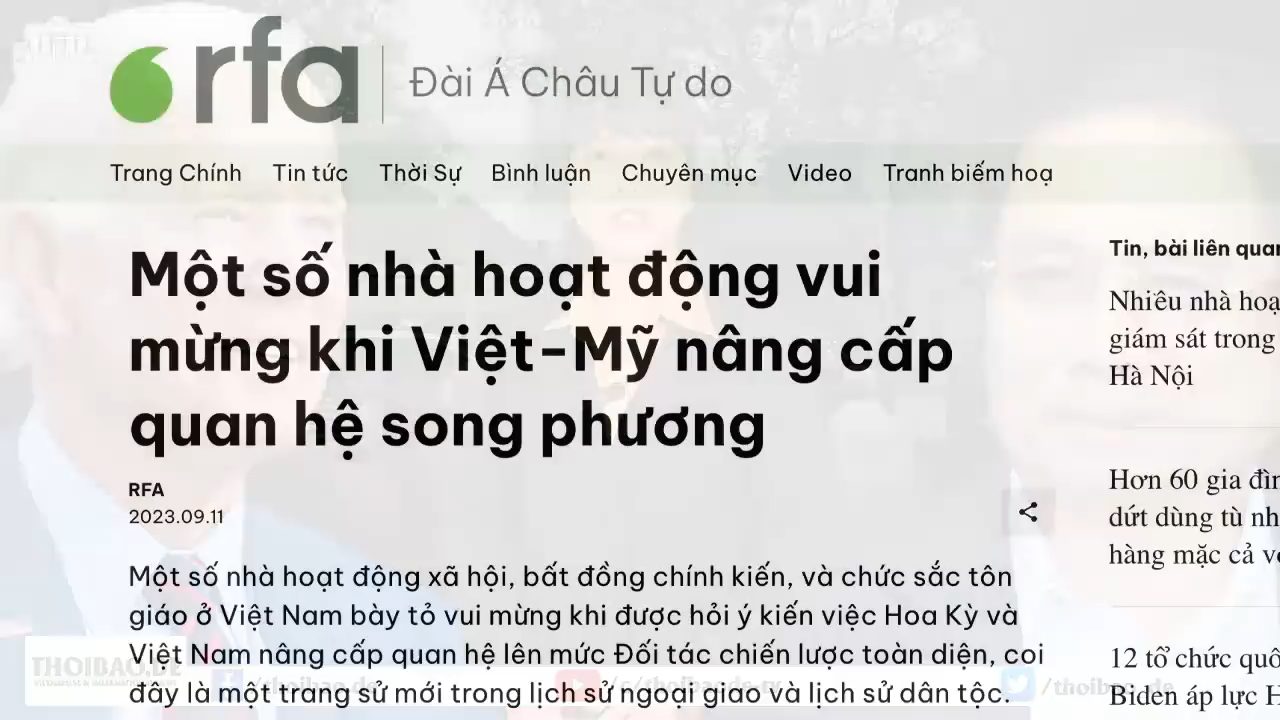 rfa
Đài Á Châu Tự do
Trang Chính Tin tức Thời Sự Bình luận Chuyên mục Video Tranh biếm hoạ
Một số nhà hoạt động vui
mừng khi Việt-Mỹ nâng cấp
quan hệ song phương
RFA
2023.09.11
Một số nhà hoạt động xã hội, bất đồng chính kiến, và chức sắc tôn
giáo ở Việt Nam bày tỏ vui mừng khi được hỏi ý kiến việc Hoa Kỳ và
Việt Nam nâng cấp quan hệ lên mức Đối tác chiến lược toàn diện, coi
đây là một trang sử mới trong lịch sử ngoại giao và lịch sử dân tộc.
Tin, bài liên quan
Nhiều nhà hoạ
giám sát trong
Hà Nội
Hơn 60 gia đìn
dứt dùng tù nh
hàng mặc cả v
12 tổ chức quố
Biden áp lực H
THOIBAO.DE
/thoibao.de
/thoibao.de